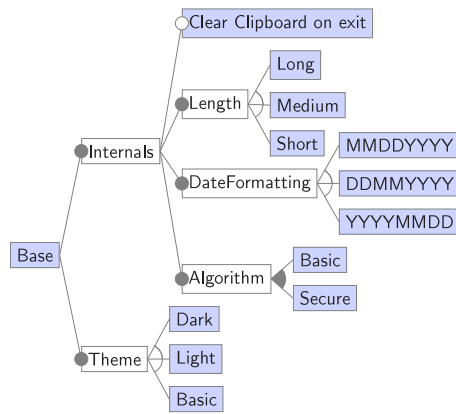 Clear Clipboard on exit
Long
Length
Medium
Short
Internals
MMDDYYYY
DateFormatting
DDMMYYYY
YYYYMMDD
Base
Basic
Algorithm
Secure
Dark
Theme
Light
Basic